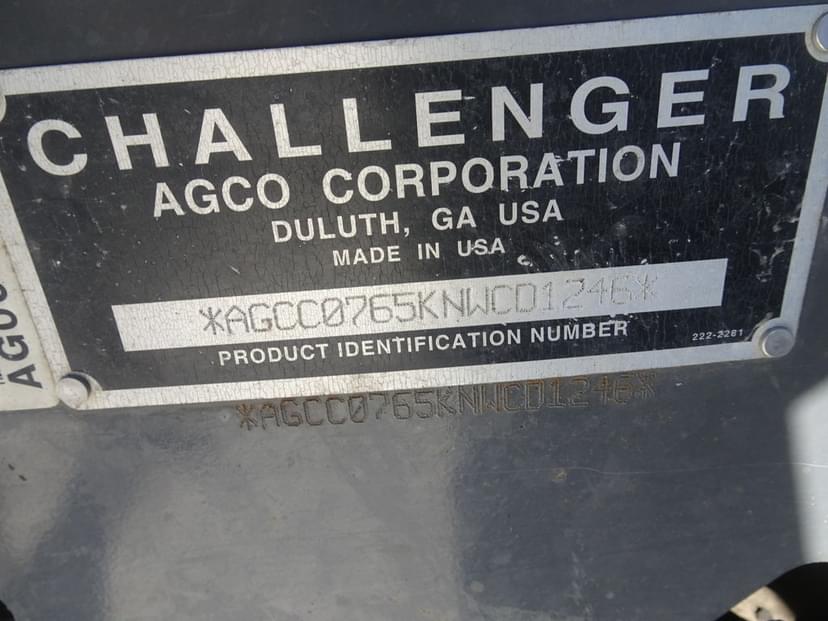 CHALLENGER
AGCO CORPORATION
DULUTH, GA USA
MADE IN USA
*AGCC0765KNWCD1246*
PRODUCT IDENTIFICATION NUMBER
222-2281
*AGCC0765KNWCD1246*